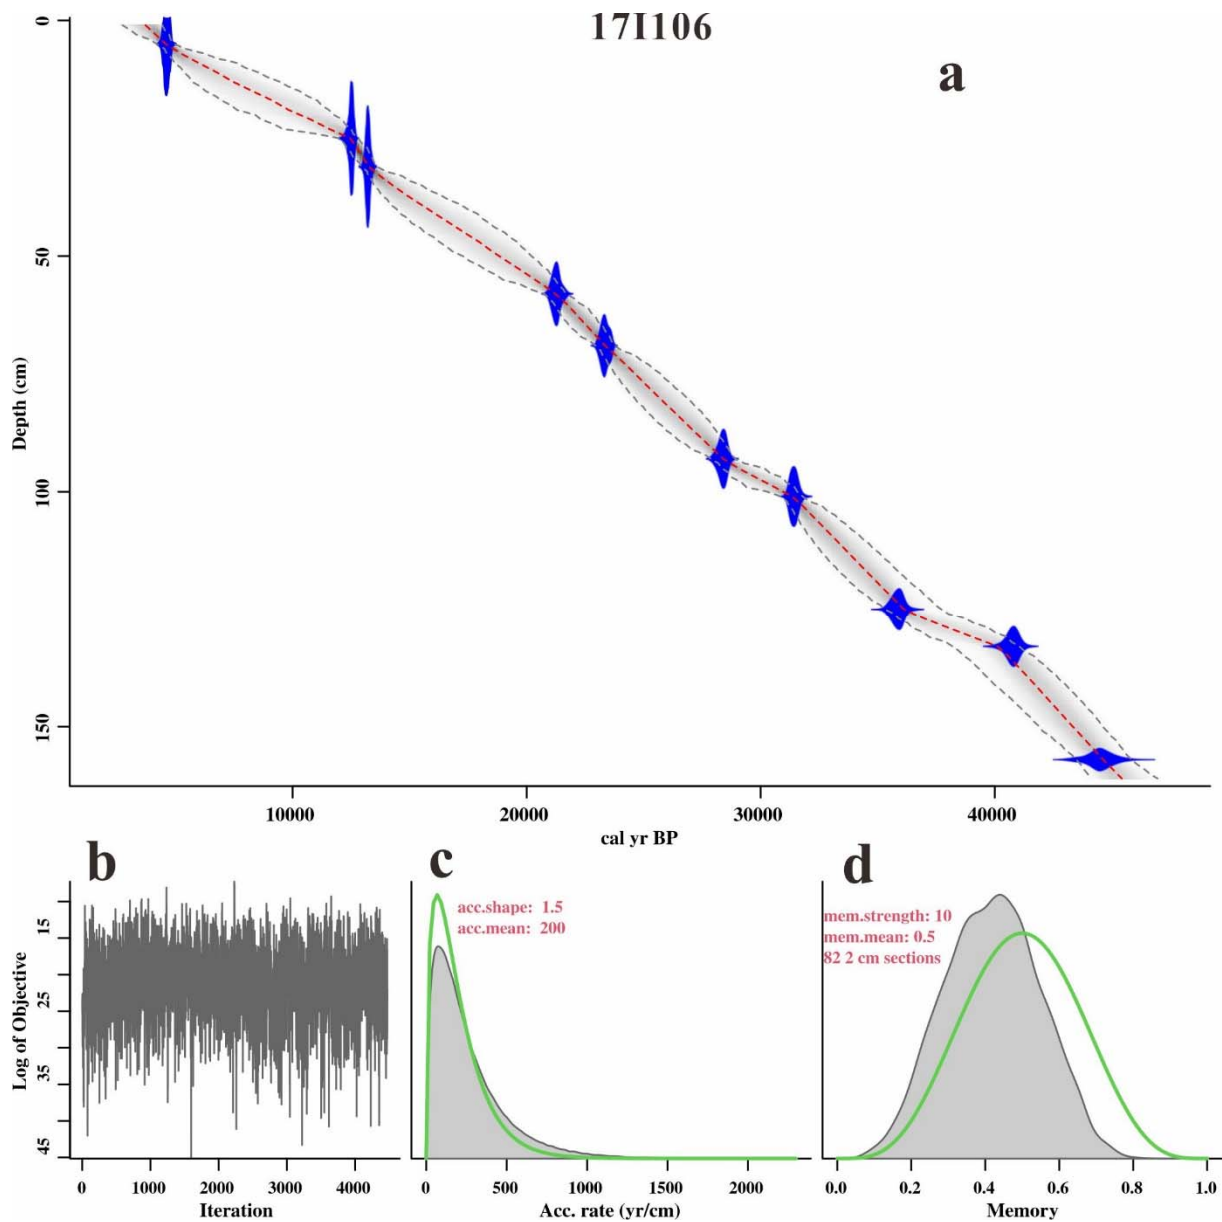 17I106
a
0
50
100
150
Depth (cm)
10000 20000 30000 40000
cal yr BP
b
15
25
35
45
Log of Objective
0 1000 2000 3000 4000
Iteration
c
acc.shape: 1.5
acc.mean: 200
0 500 1000 1500 2000
Acc. rate (yr/cm)
d
mem.strength: 10
mem.mean: 0.5
82 2 cm sections
0.0 0.2 0.4 0.6 0.8 1.0
Memory